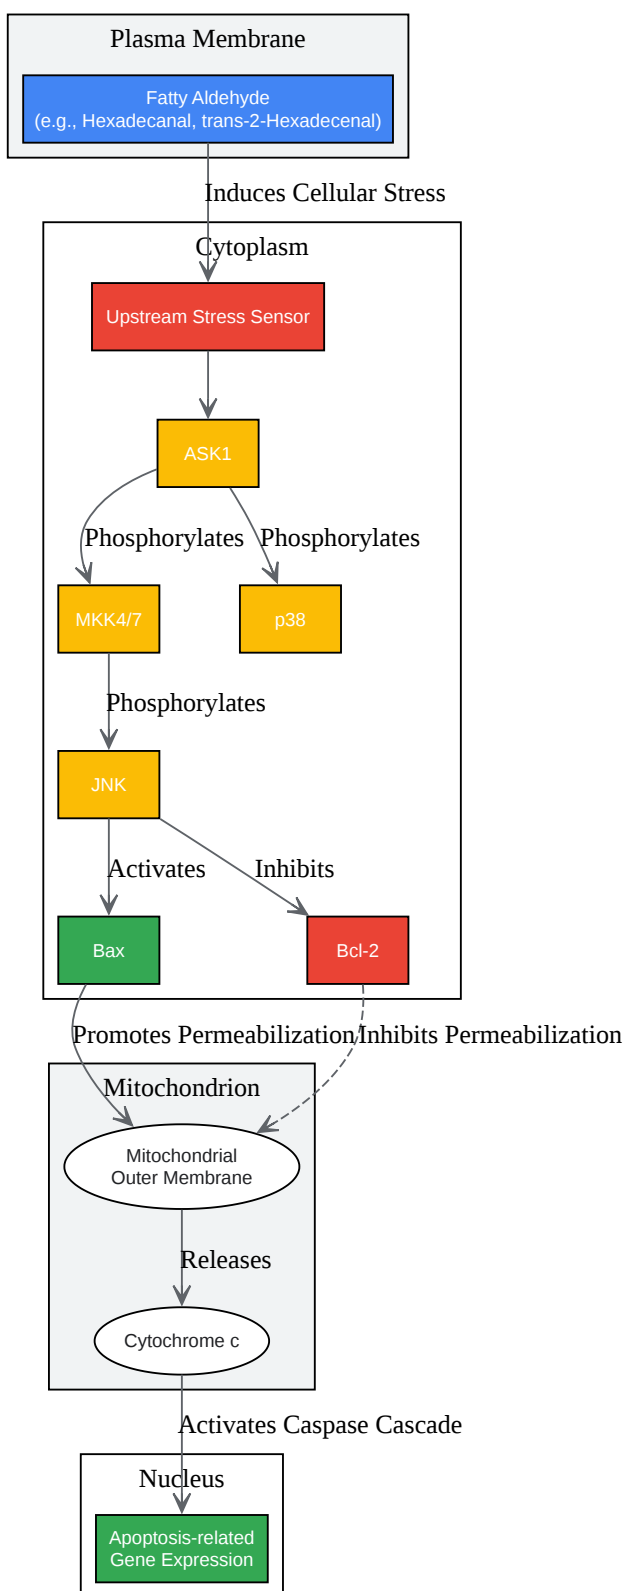 Plasma Membrane
Fatty Aldehyde
(e.g., Hexadecanal, trans-2-Hexadecenal)
Induces Cellular Stress
Cytoplasm
Upstream Stress Sensor
ASK1
Phosphorylates
Phosphorylates
MKK4/7
p38
Phosphorylates
JNK
Activates
Inhibits
Bax
Bcl-2
Promotes Permeabilization
Inhibits Permeabilization
Mitochondrion
Mitochondrial
Outer Membrane
Releases
Cytochrome c
Activates Caspase Cascade
Nucleus
Apoptosis-related
Gene Expression